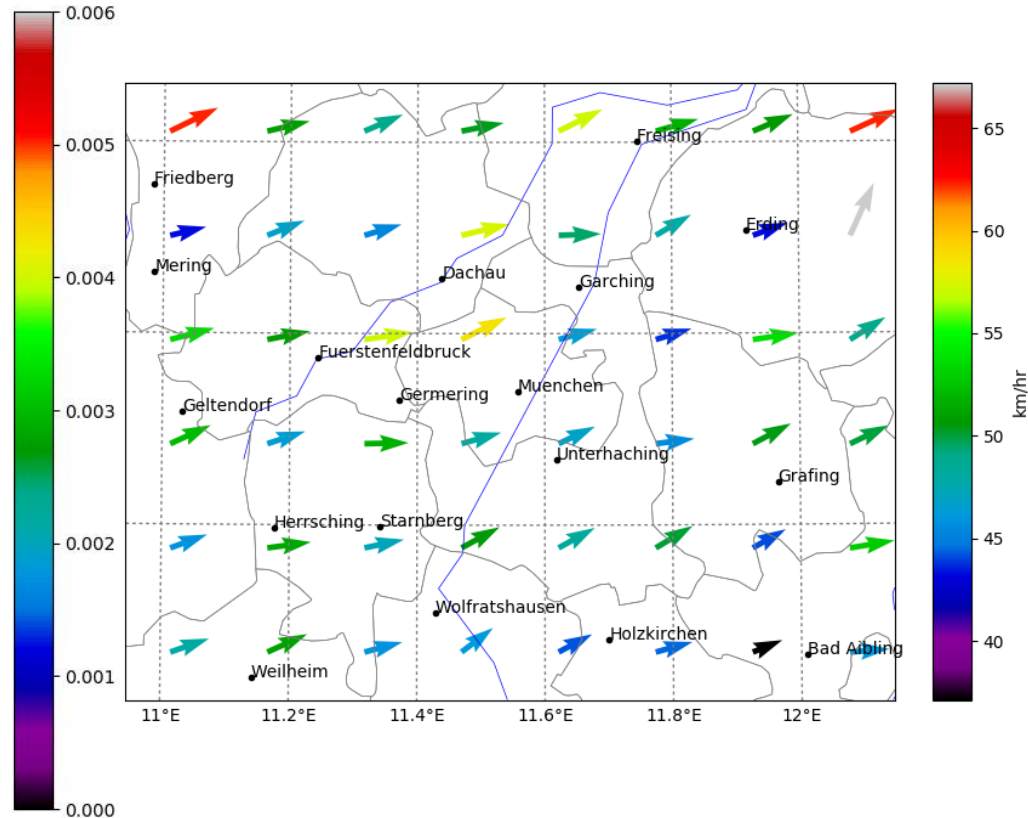 0.006
0.005
0.004
0.003
0.002
0.001
0.000
Freising
Friedberg
Erding
Mering
Dachau
Garching
Fuerstenfeldbruck
Muenchen
Germering
Geltendorf
Unterhaching
Grafing
Herrsching
Starnberg
Wolfratshausen
Holzkirchen
Bad Aibling
Weilheim
11°E
11.2°E
11.4°E
11.6°E
11.8°E
12°E
65
60
55
50
45
40
km/hr